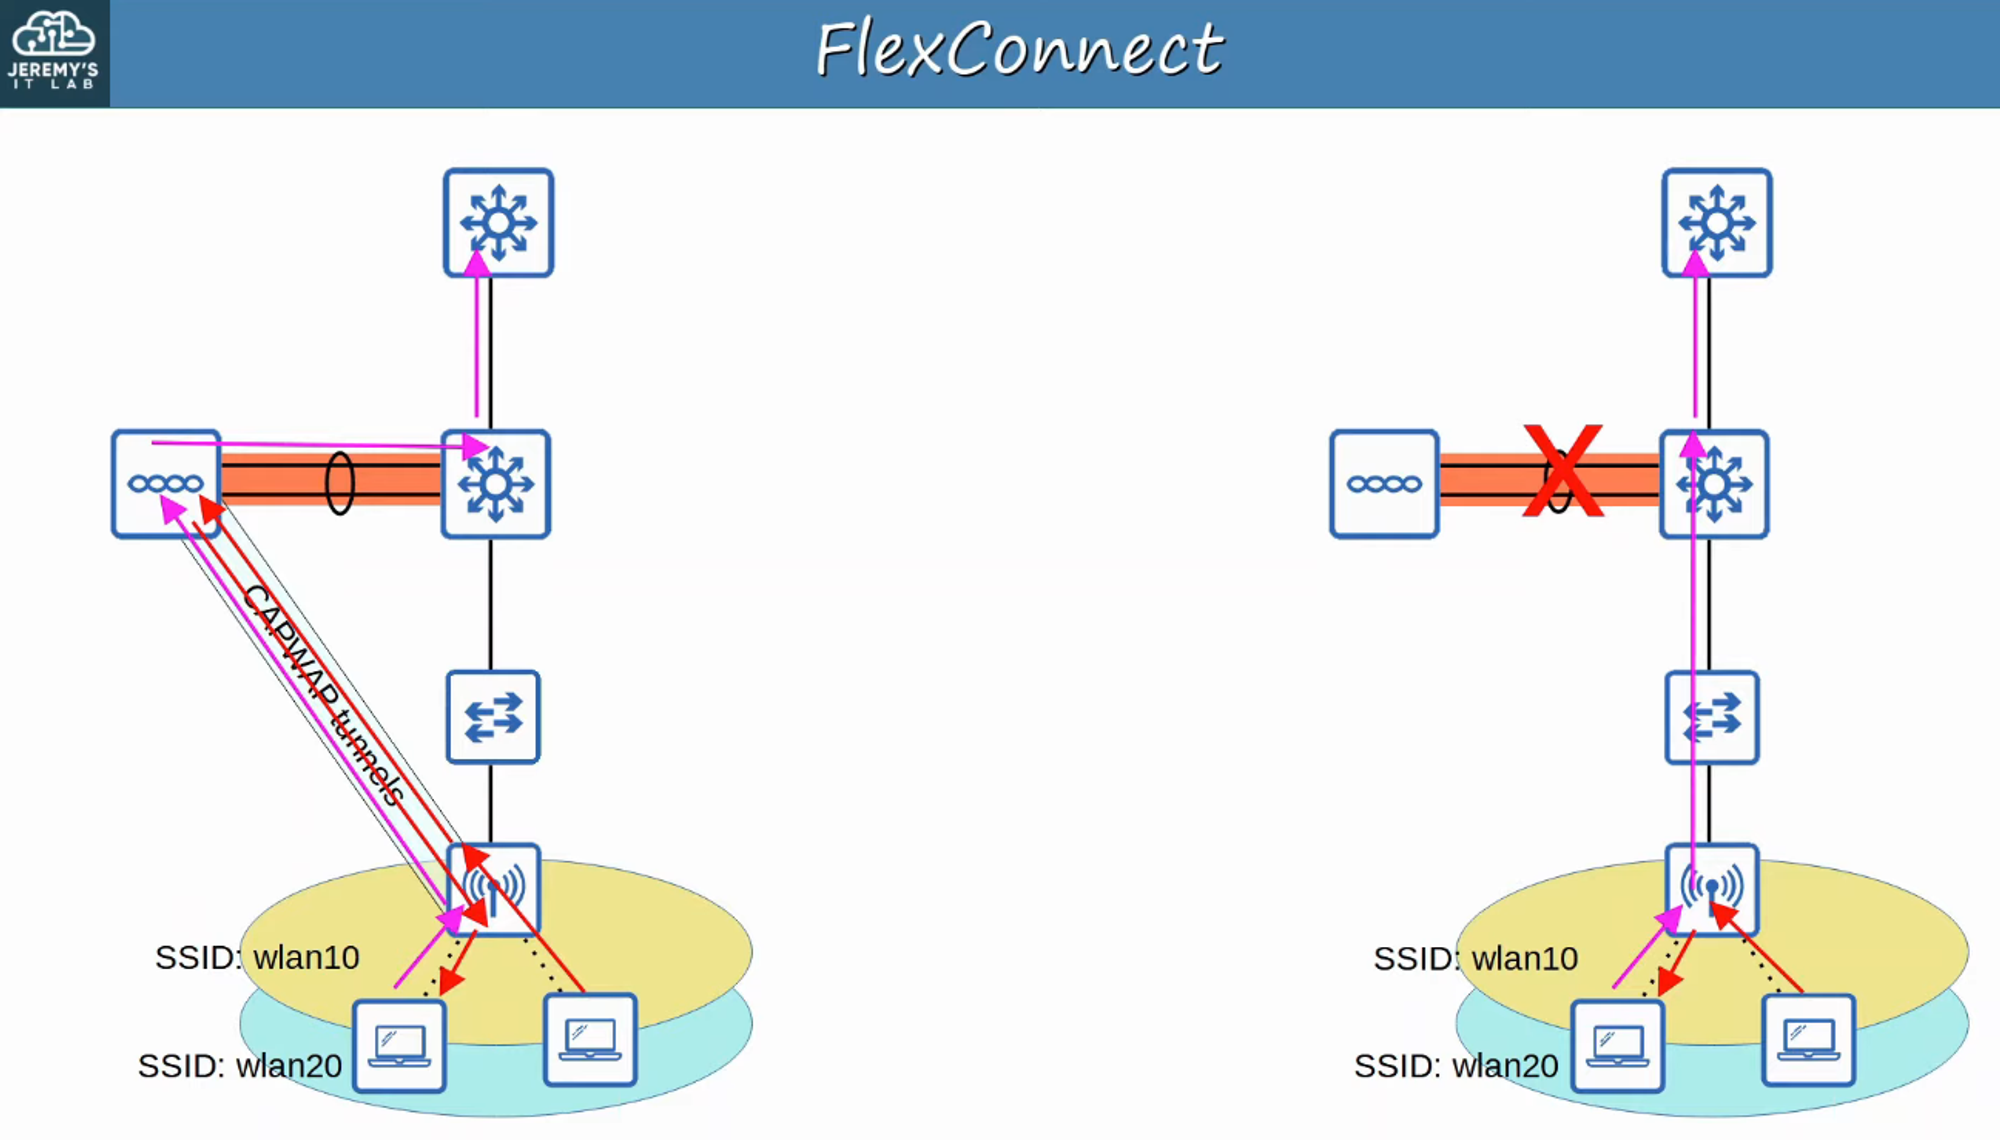 JEREMY'S
IT LAB
FlexConnect
CAPWAP tunnels
SSID: wlan10
SSID: wlan20
SSID: wlan10
SSID: wlan20